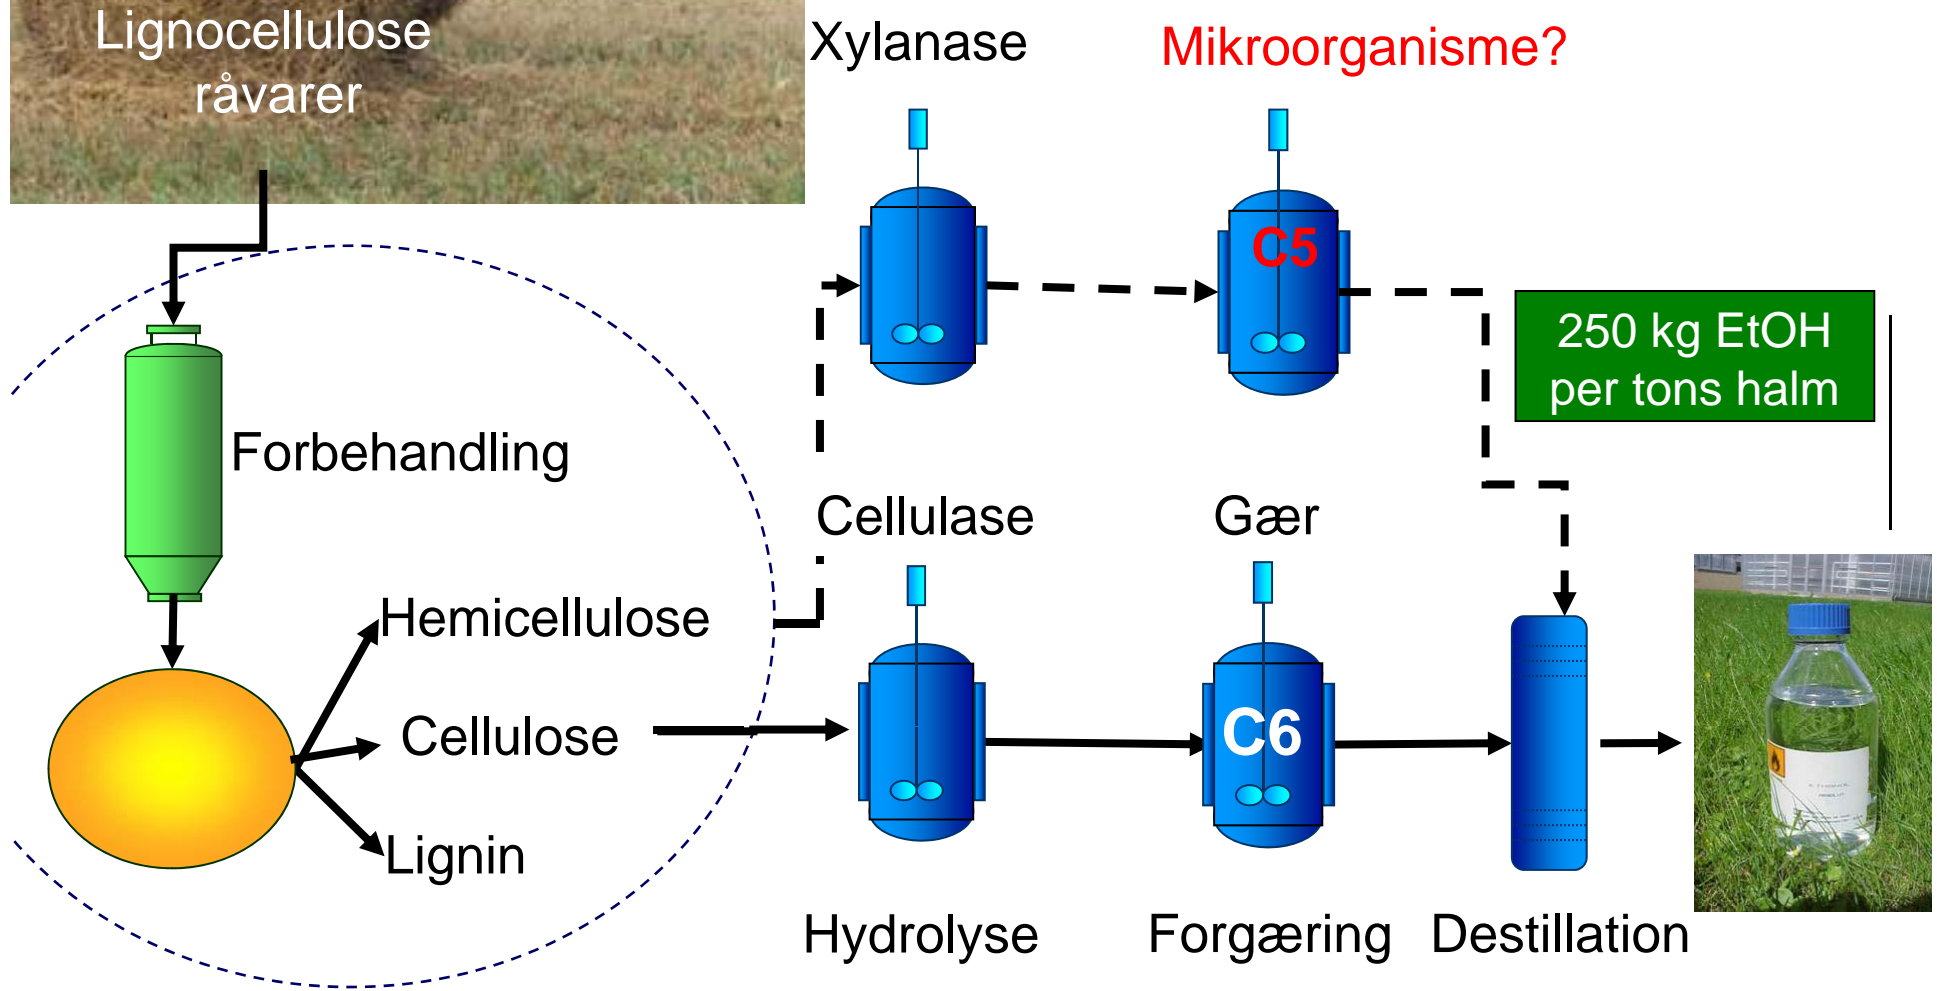 Lignocellulose
råvarer
Xylanase
Mikroorganisme?
C5
250 kg EtOH
per tons halm
Forbehandling
Cellulase
Gær
Hemicellulose
Cellulose
C6
Lignin
Hydrolyse
Forgæring
Destillation